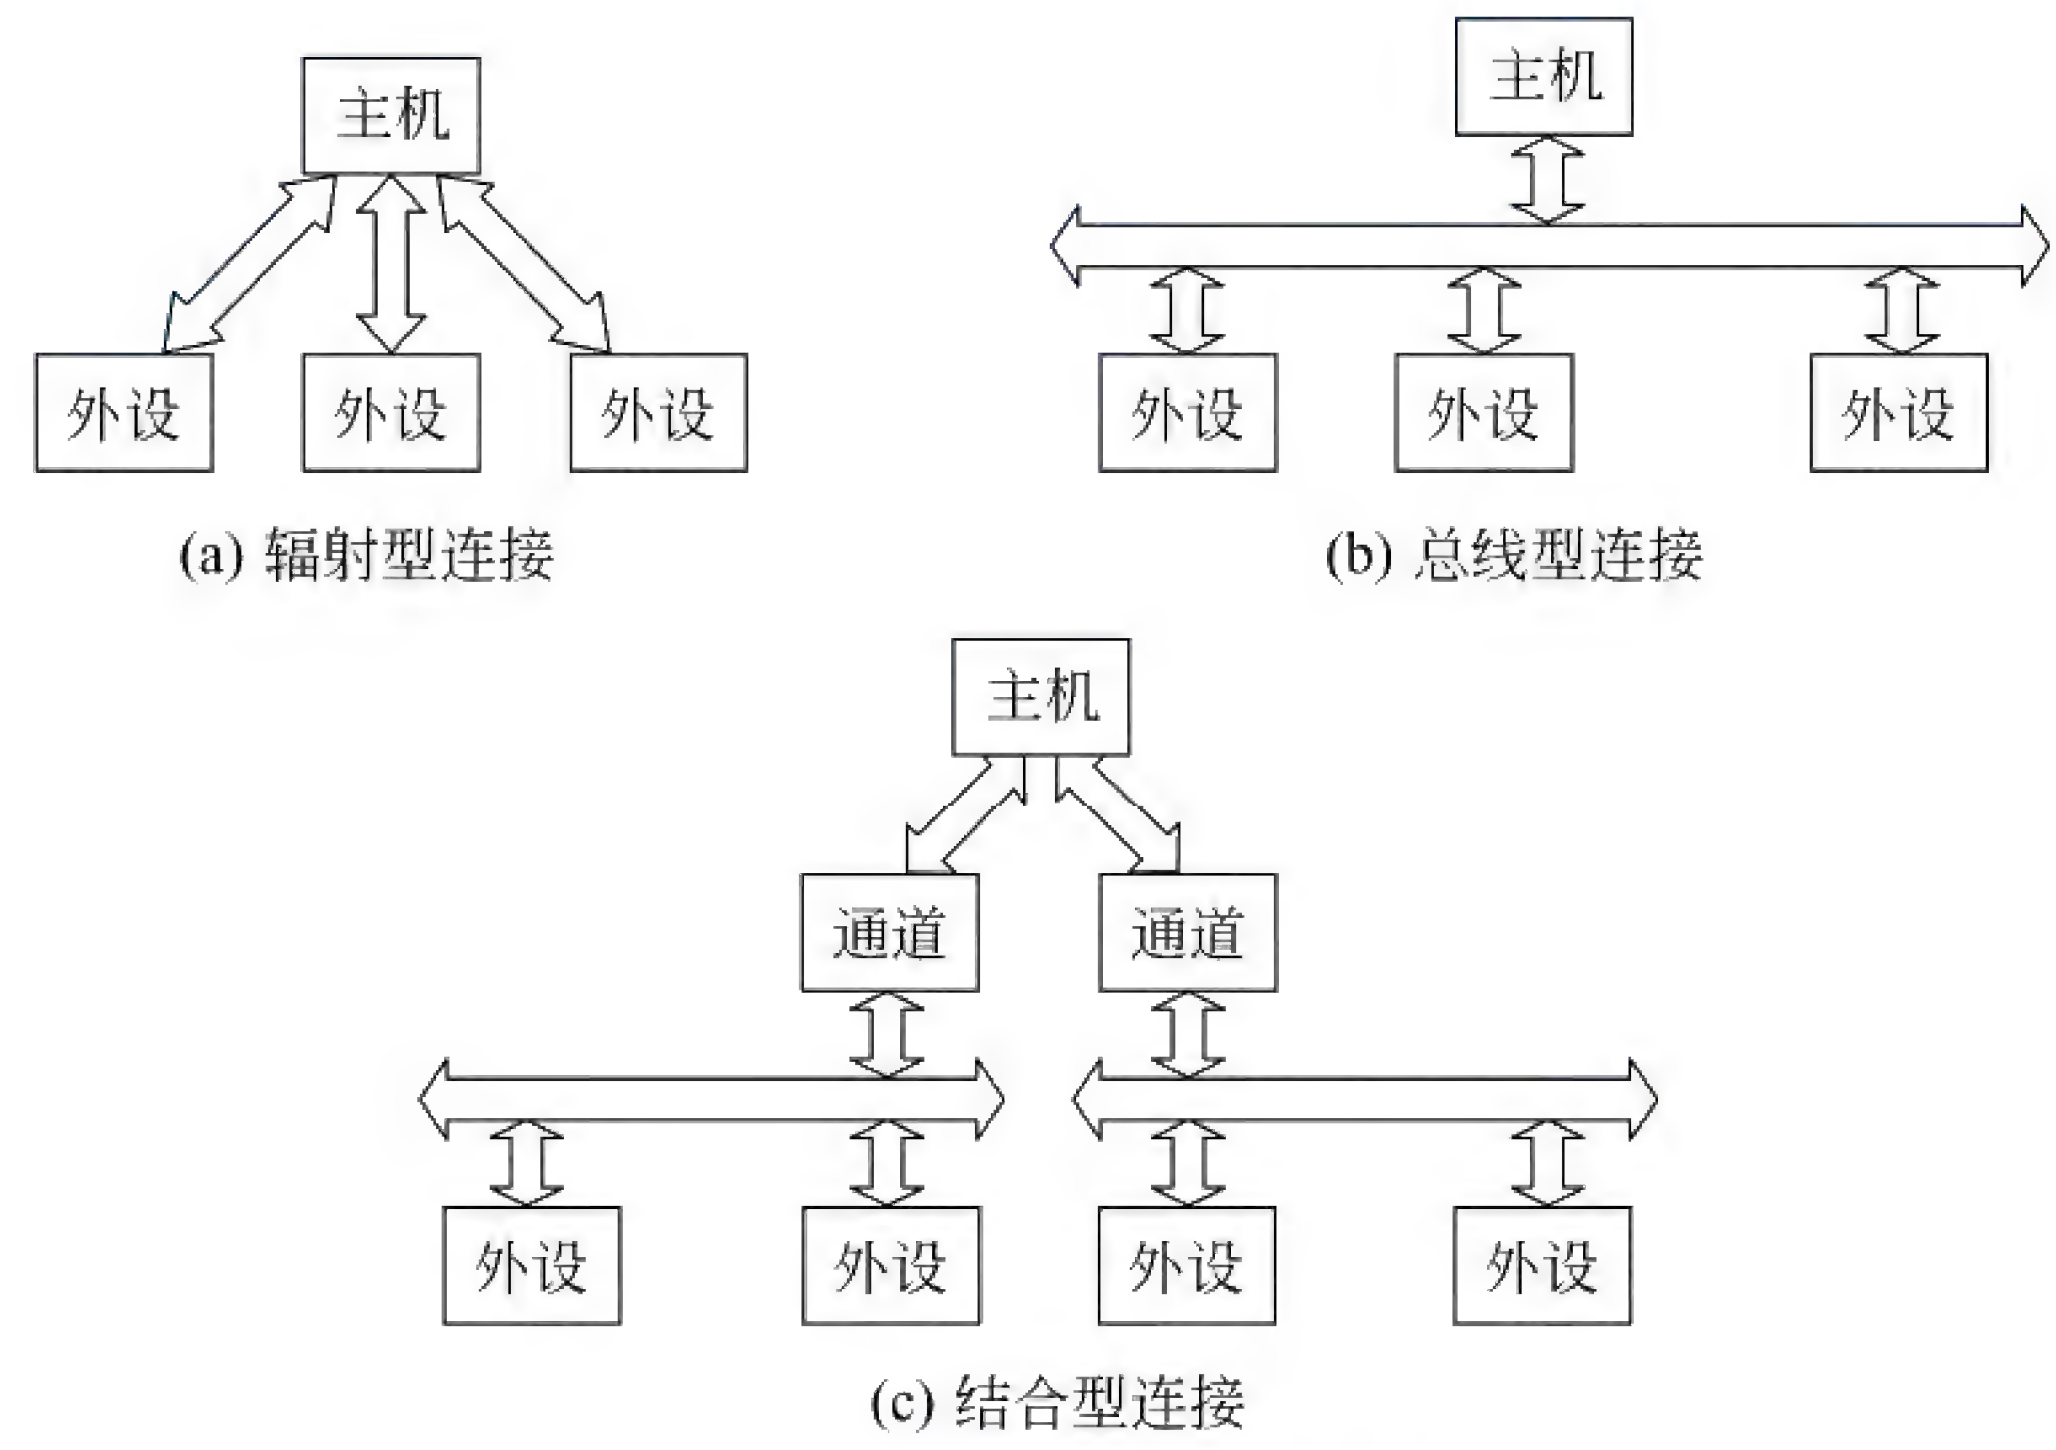 主机
外设
外设
外设
(a) 辐射型连接
主机
外设
外设
外设
(b) 总线型连接
主机
通道
通道
外设
外设
外设
外设
(c) 结合型连接